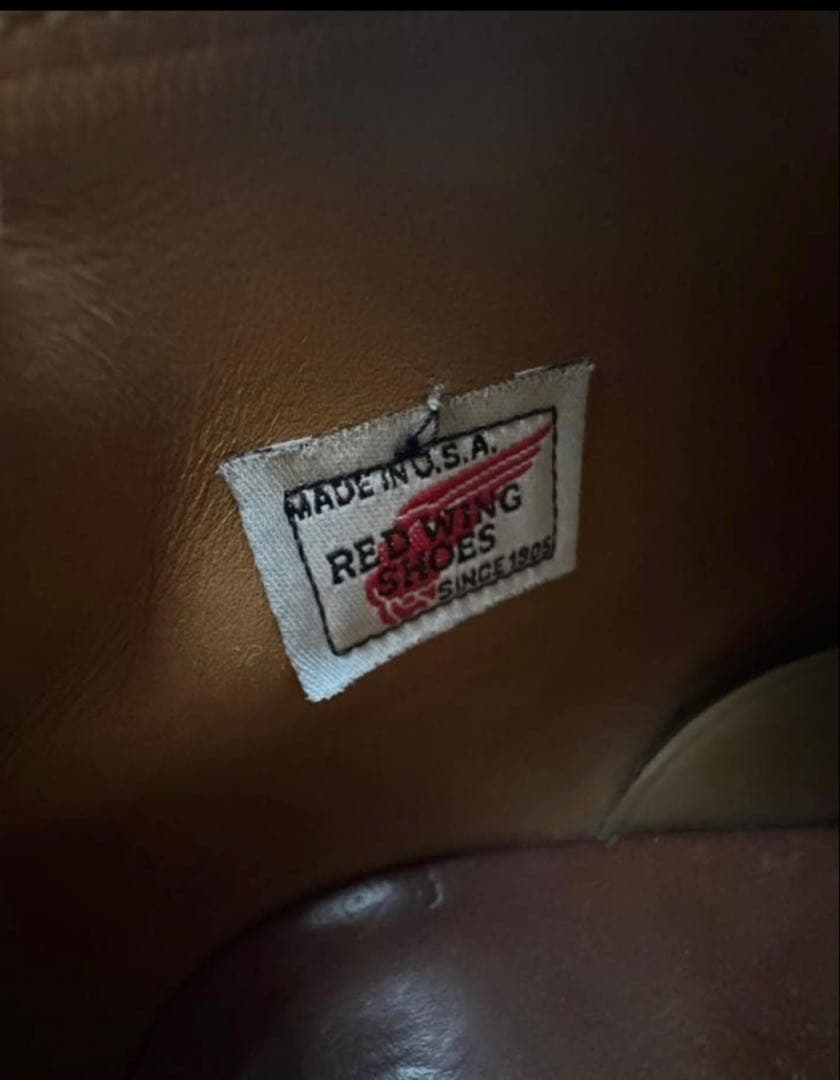 MADE IN U.S.A.
RED WING
SHOES
SINCE 1905